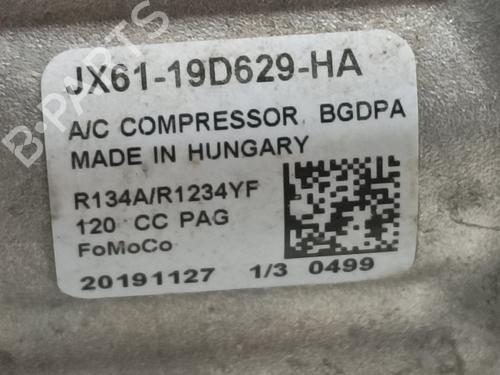 JX61-19D629-HA
A/C COMPRESSOR BGDPA
MADE IN HUNGARY
R134A/R1234YF
120 CC PAG
FoMoCo
20191127 1/3 0499
B-PARTS